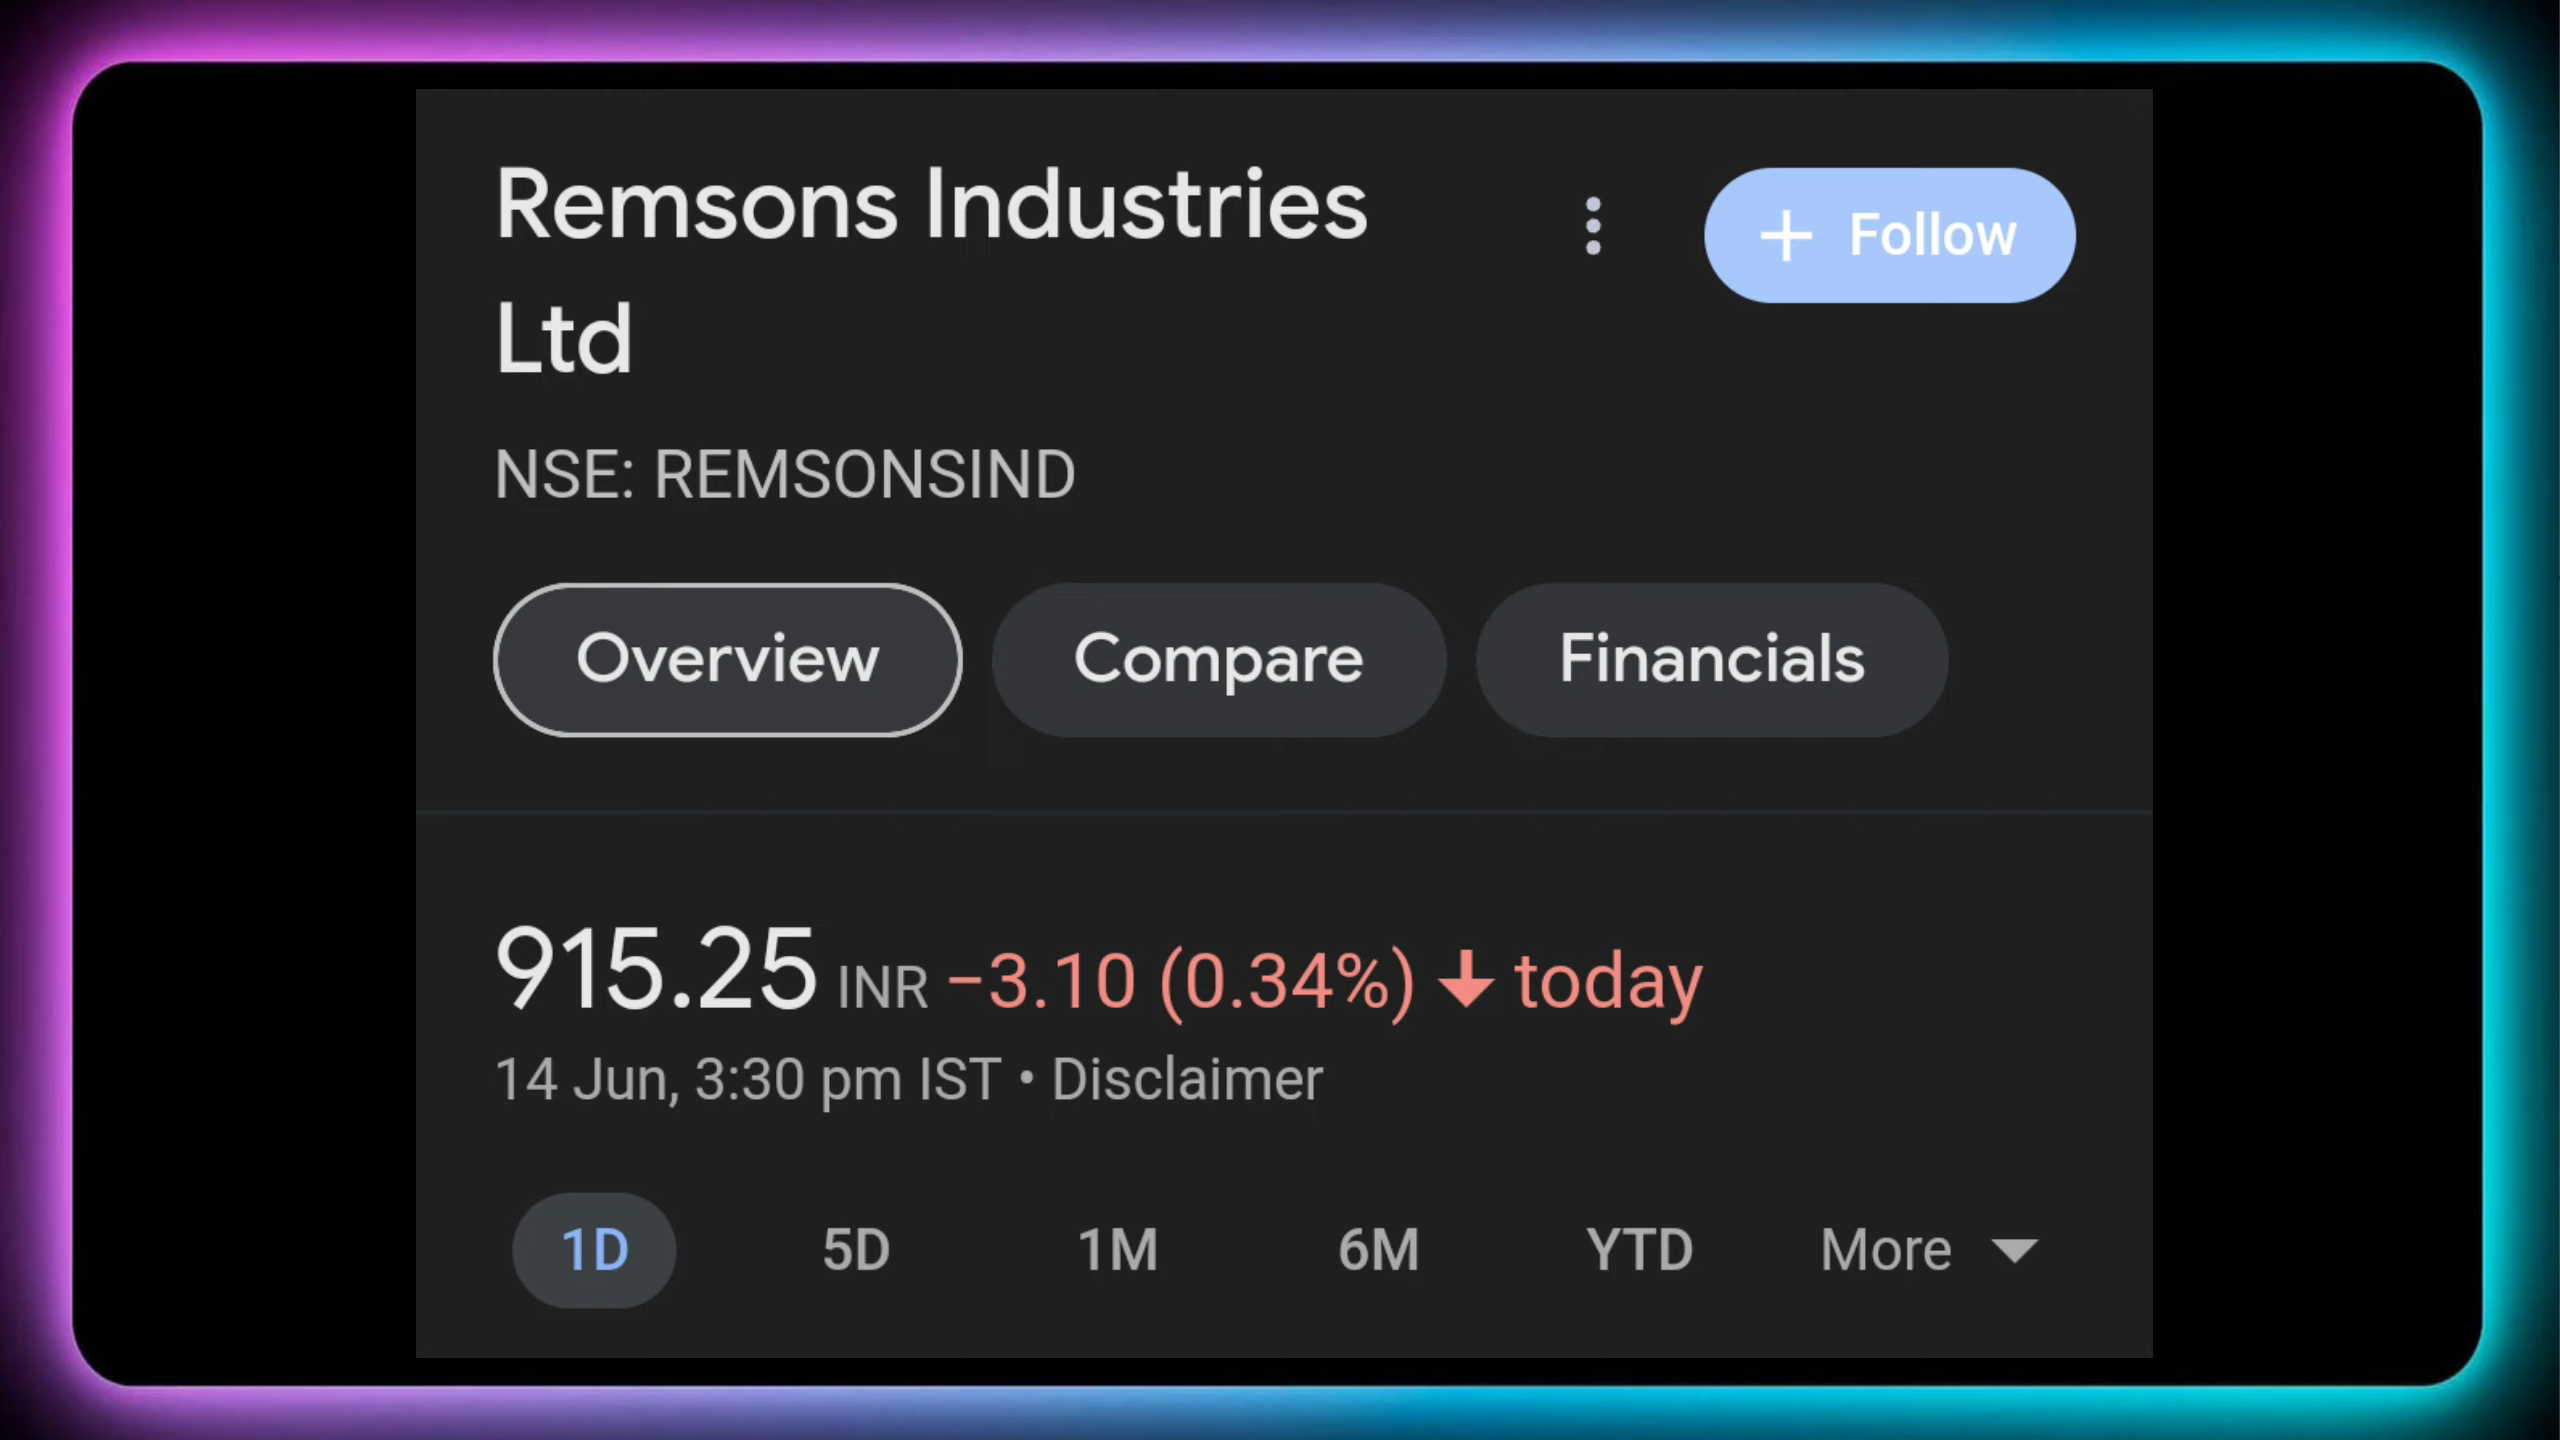 Remsons Industries
Ltd
+ Follow
NSE: REMSONSIND
Overview Compare Financials
915.25 INR −3.10 (0.34%) ↓ today
14 Jun, 3:30 pm IST • Disclaimer
1D 5D 1M 6M YTD More